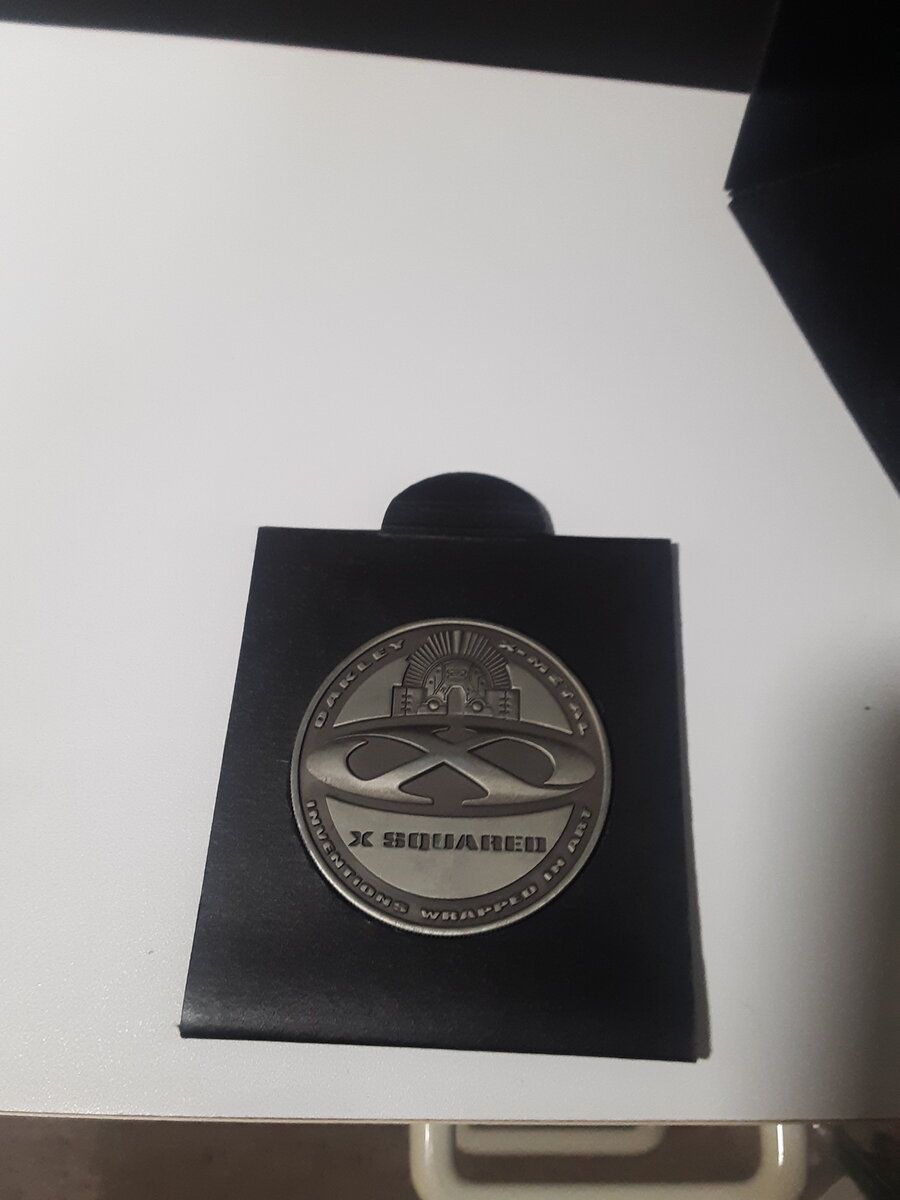 OAKLEY X-METAL
X SQUARED
INVENTIONS WRAPPED IN ART